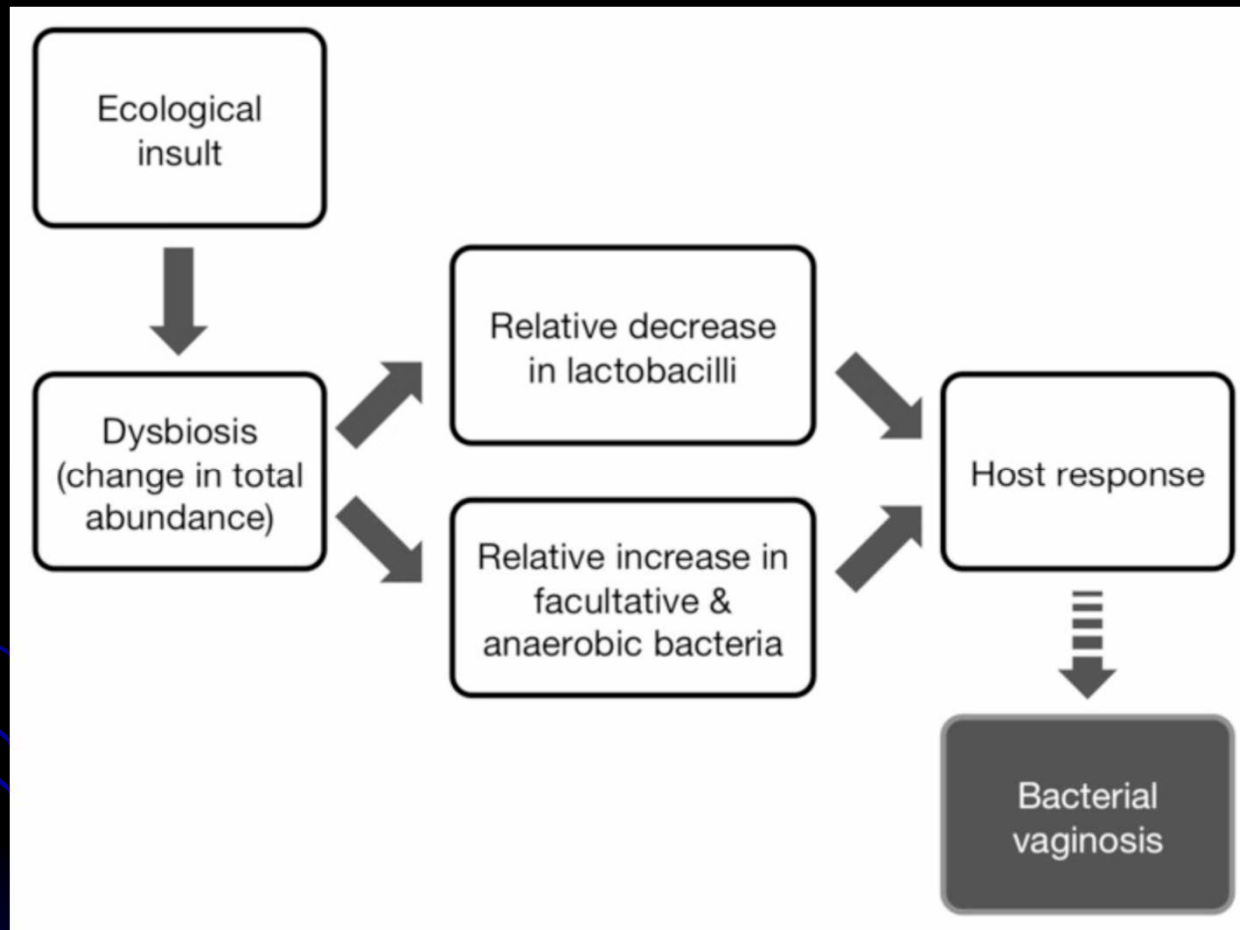 Ecological
insult
Dysbiosis
(change in total
abundance)
Relative decrease
in lactobacilli
Relative increase in
facultative &
anaerobic bacteria
Host response
Bacterial
vaginosis